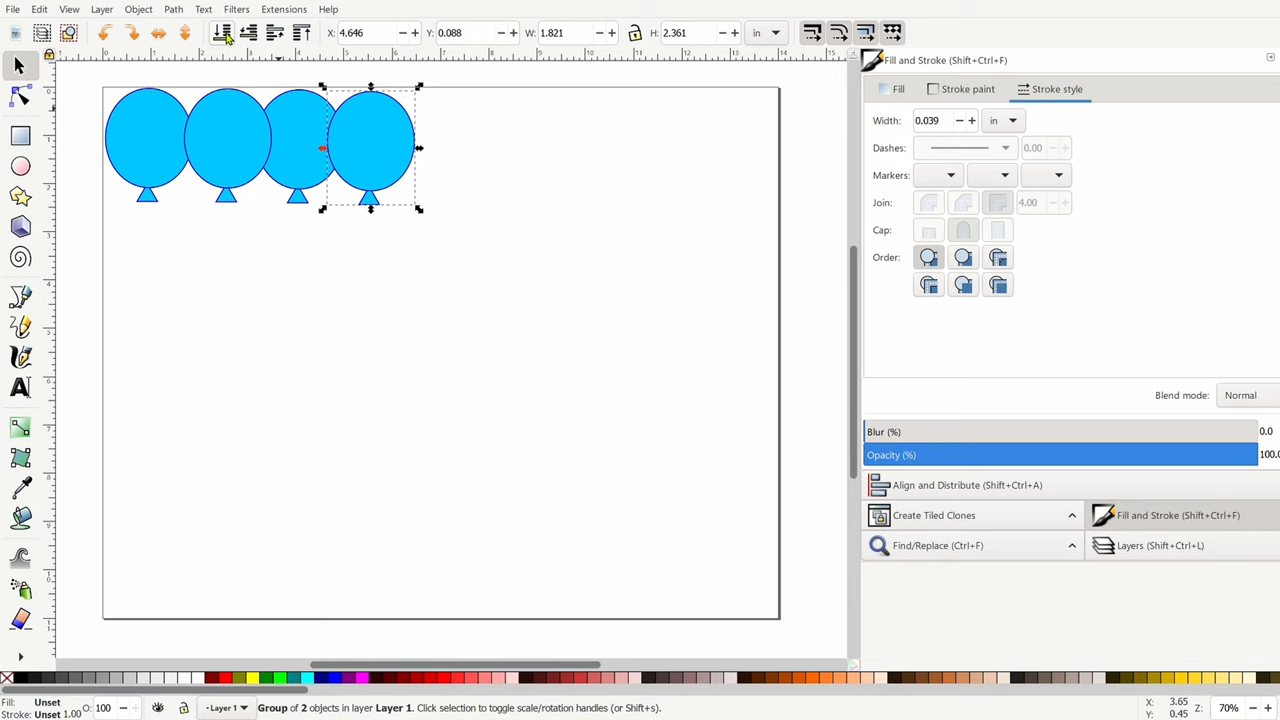 File Edit View Layer Object Path Text Filters Extensions Help
X: 4.646 Y: 0.088 W: 1.821 H: 2.361 in
Fill and Stroke (Shift+Ctrl+F)
Fill Stroke paint Stroke style
Width: 0.039 in
Dashes: 0.00
Markers:
Join: 4.00
Cap:
Order:
Blend mode: Normal
Blur (%) 0.0
Opacity (%) 100.0
Align and Distribute (Shift+Ctrl+A)
Create Tiled Clones Fill and Stroke (Shift+Ctrl+F)
Find/Replace (Ctrl+F) Layers (Shift+Ctrl+L)
Fill: Unset O: 100 Layer 1 Group of 2 objects in layer Layer 1. Click selection to toggle scale/rotation handles (or Shift+s). X: 3.65 Z: 70%
Stroke: Unset 1.00 Y: 0.45